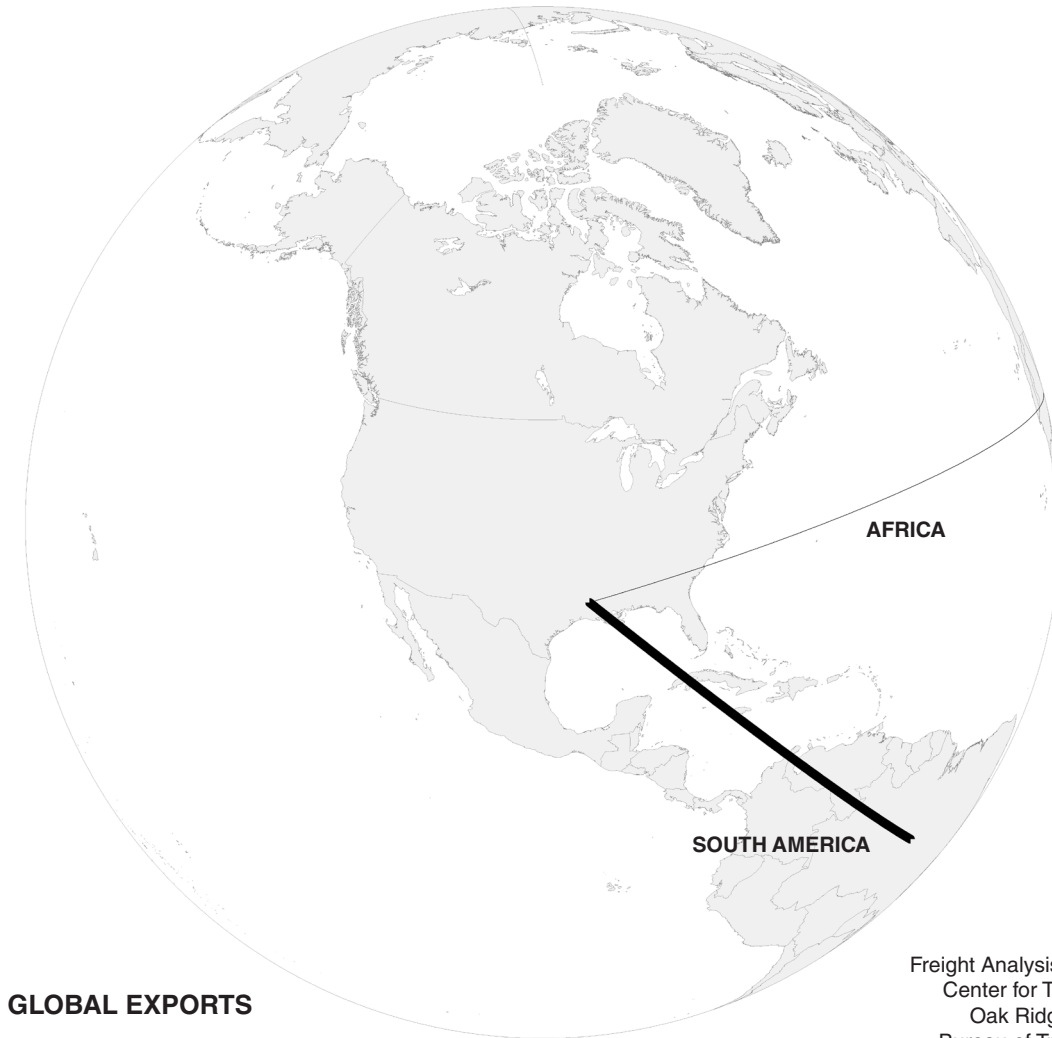 AFRICA
SOUTH AMERICA
GLOBAL EXPORTS
Freight Analysis
Center for T
Oak Ridg